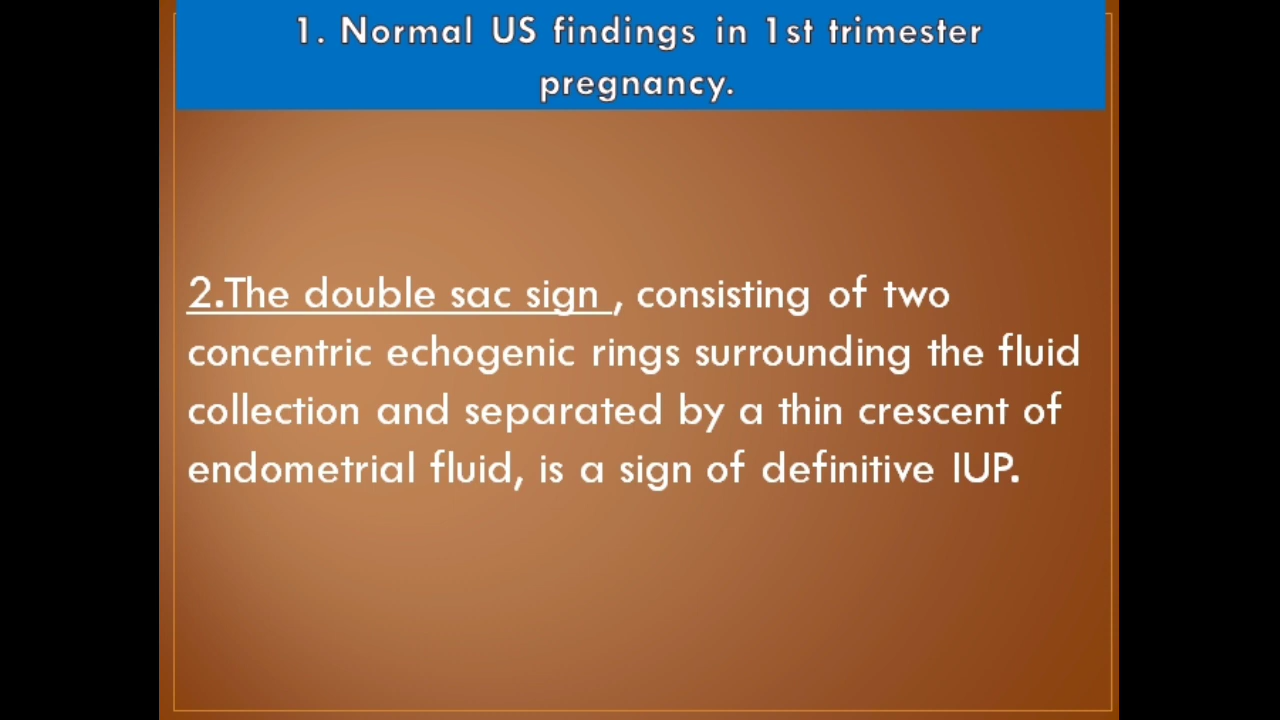 1. Normal US findings in 1st trimester
pregnancy.
2.The double sac sign , consisting of two
concentric echogenic rings surrounding the fluid
collection and separated by a thin crescent of
endometrial fluid, is a sign of definitive IUP.